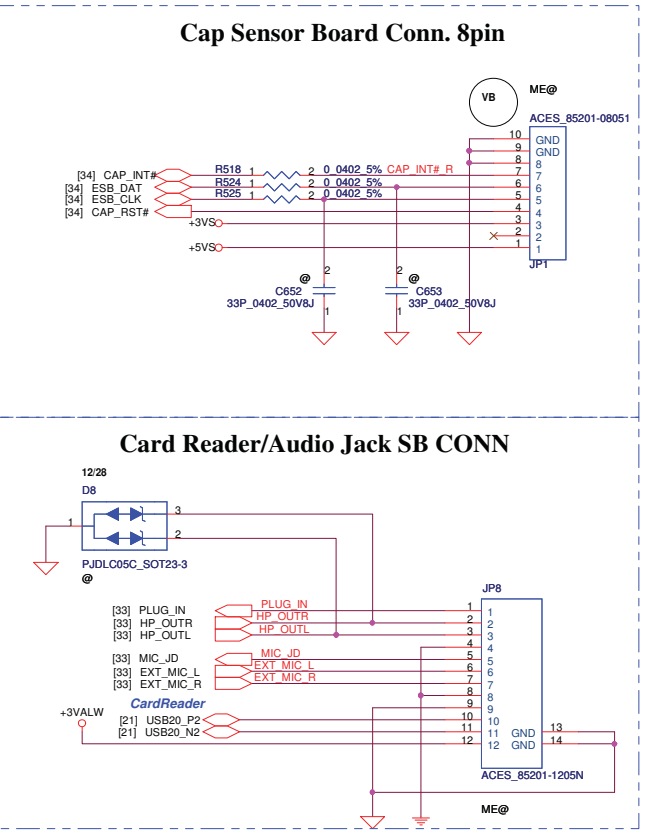 Cap Sensor Board Conn. 8pin
VB
ME@
ACES_85201-08051
10 GND
9 GND
8 8
[34] CAP_INT# R518 1 2 0_0402_5% CAP_INT#_R 7 7
[34] ESB_DAT R524 1 2 0_0402_5% 6 6
[34] ESB_CLK R525 1 2 0_0402_5% 5 5
[34] CAP_RST# 4 4
+3VS 3 3
2 2
+5VS 1 1
JP1
2 2
@ @
C652 C653
33P_0402_50V8J 33P_0402_50V8J
1 1
Card Reader/Audio Jack SB CONN
12/28
D8
3
1
2
PJDLC05C_SOT23-3
@
JP8
[33] PLUG_IN PLUG_IN 1 1
[33] HP_OUTR HP_OUTR 2 2
[33] HP_OUTL HP_OUTL 3 3
4 4
[33] MIC_JD MIC_JD 5 5
[33] EXT_MIC_L EXT_MIC_L 6 6
[33] EXT_MIC_R EXT_MIC_R 7 7
8 8
CardReader 9 9
+3VALW
[21] USB20_P2 10 10
[21] USB20_N2 11 11 GND 13
12 12 GND 14
ACES_85201-1205N
ME@